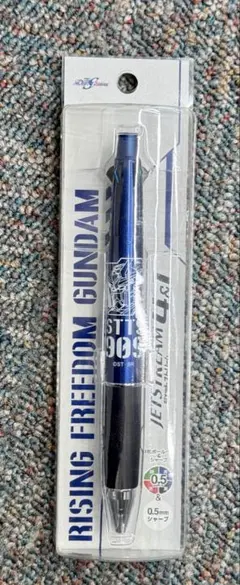 RISING FREEDOM GUNDAM
STTS
909
JETSTREAM 4&1
0.5
&
0.5mm
シャープ